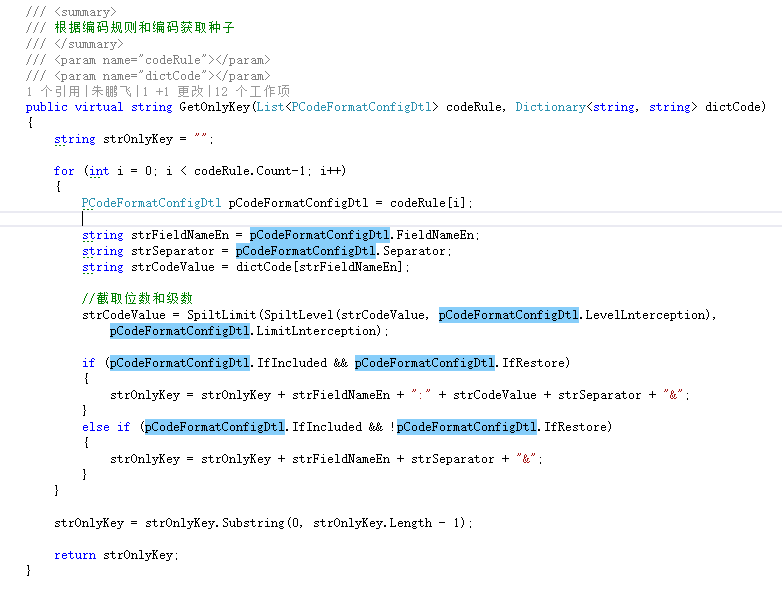 /// <summary>
/// 根据编码规则和编码获取种子
/// </summary>
/// <param name="codeRule"></param>
/// <param name="dictCode"></param>
1 个引用|朱鹏飞|1 +1 更改|12 个工作项
public virtual string GetOnlyKey(List<PCodeFormatConfigDtl> codeRule, Dictionary<string, string> dictCode)
{
string strOnlyKey = "";
for (int i = 0; i < codeRule.Count-1; i++)
{
PCodeFormatConfigDtl pCodeFormatConfigDtl = codeRule[i];
string strFieldNameEn = pCodeFormatConfigDtl.FieldNameEn;
string strSeparator = pCodeFormatConfigDtl.Separator;
string strCodeValue = dictCode[strFieldNameEn];
//截取位数和级数
strCodeValue = SpiltLimit(SpiltLevel(strCodeValue, pCodeFormatConfigDtl.LevelLnterception),
pCodeFormatConfigDtl.LimitLnterception);
if (pCodeFormatConfigDtl.IfIncluded && pCodeFormatConfigDtl.IfRestore)
{
strOnlyKey = strOnlyKey + strFieldNameEn + ":" + strCodeValue + strSeparator + "&";
}
else if (pCodeFormatConfigDtl.IfIncluded && !pCodeFormatConfigDtl.IfRestore)
{
strOnlyKey = strOnlyKey + strFieldNameEn + strSeparator + "&";
}
}
strOnlyKey = strOnlyKey.Substring(0, strOnlyKey.Length - 1);
return strOnlyKey;
}